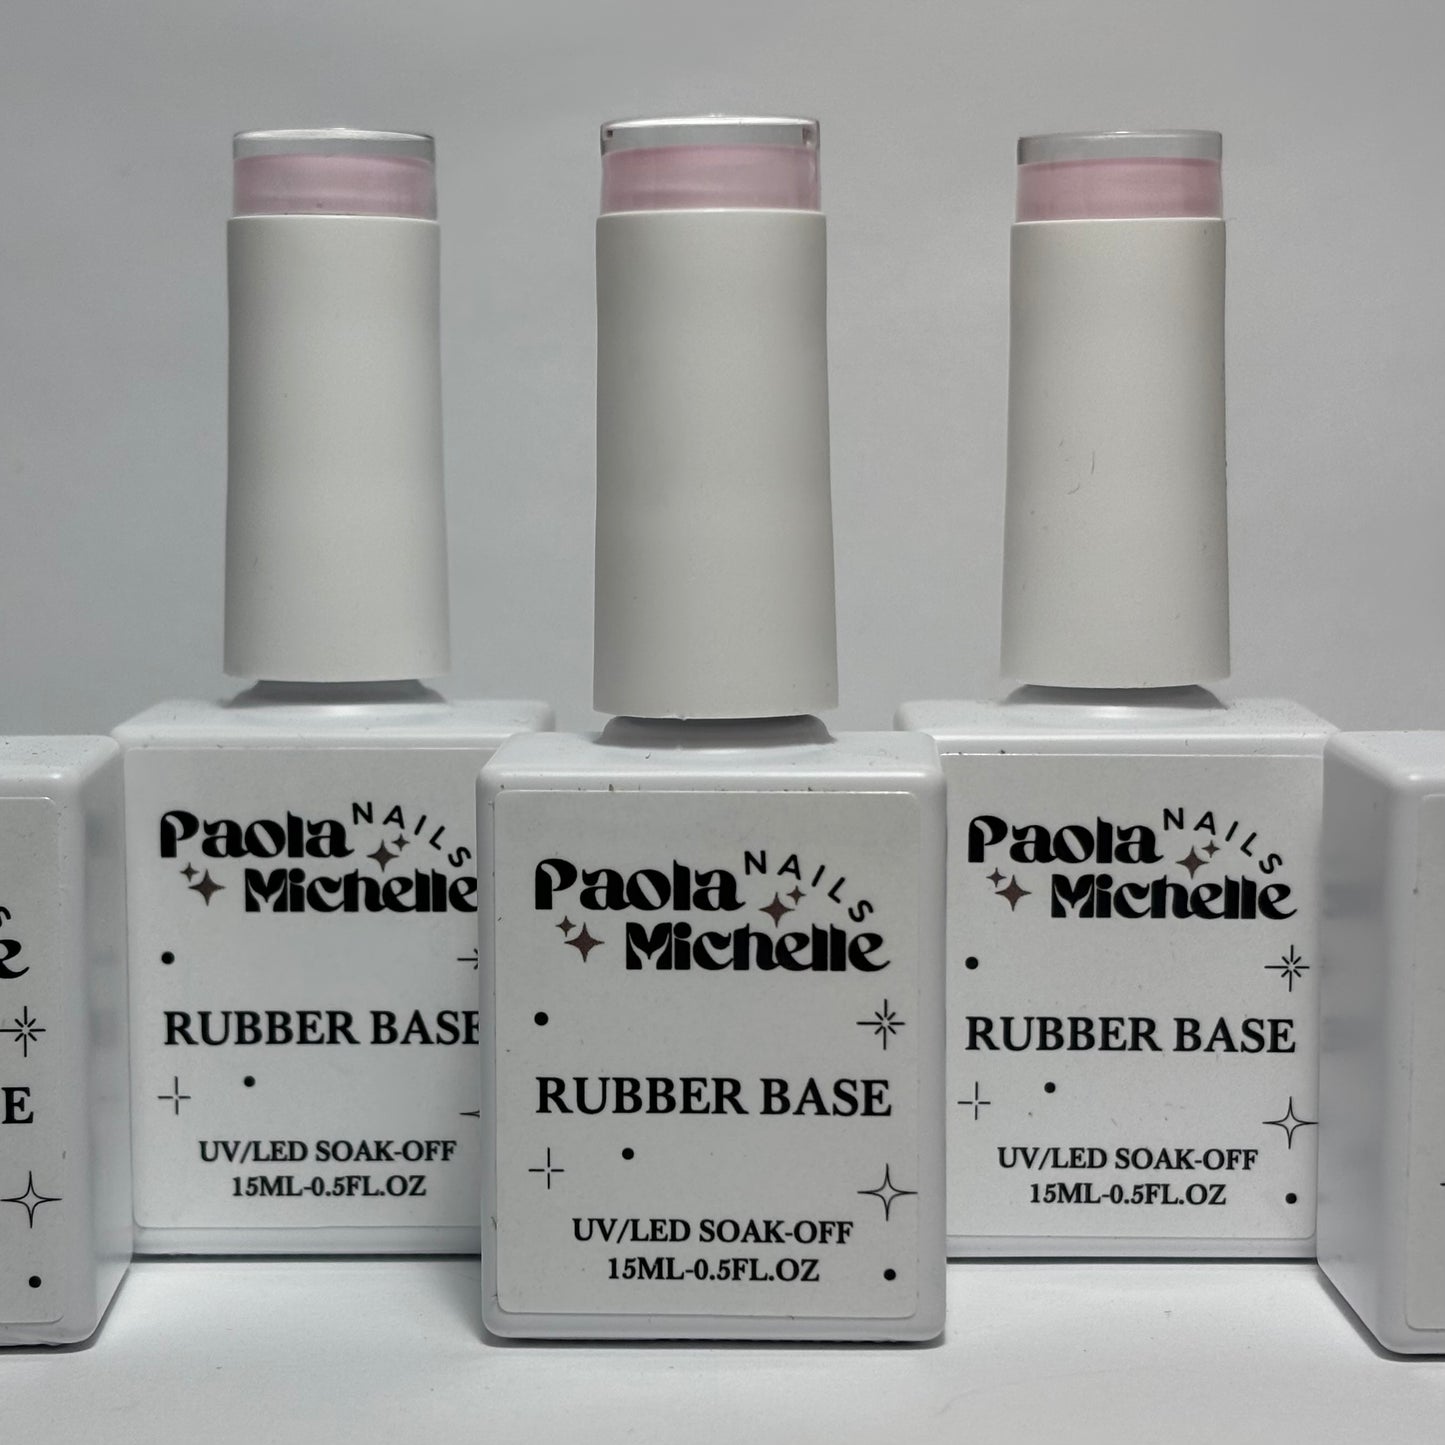 Paola NAILS
Michelle
RUBBER BASE
UV/LED SOAK-OFF
15ML-0.5FL.OZ
Paola NAILS
Michelle
RUBBER BASE
UV/LED SOAK-OFF
15ML-0.5FL.OZ
Paola NAILS
Michelle
RUBBER BASE
UV/LED SOAK-OFF
15ML-0.5FL.OZ
S
e
E